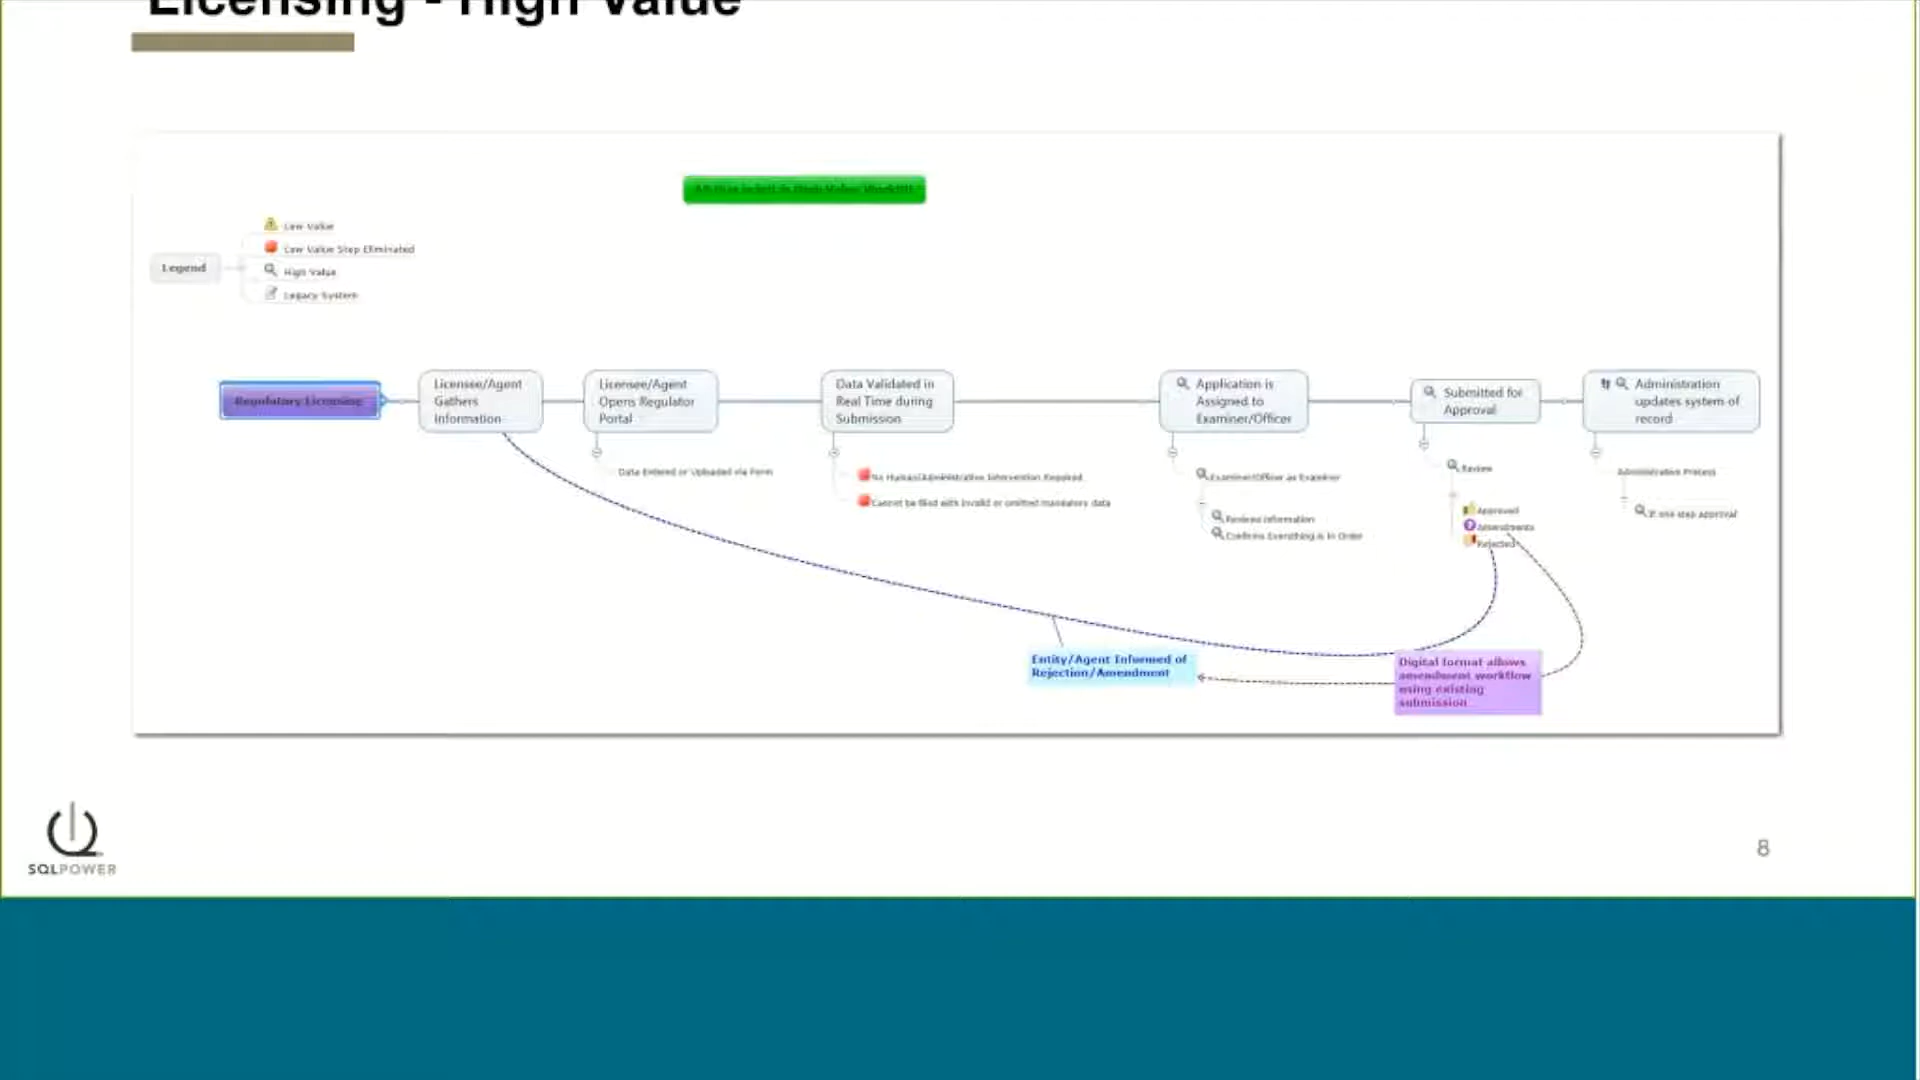 Licensing - High Value
Low Value
Low Value Step Eliminated
Legend
High Value
Legacy System
Regulatory Licensing
Licensee/Agent
Gathers
Information
Licensee/Agent
Opens Regulator
Portal
Data Validated in
Real Time during
Submission
Application is
Assigned to
Examiner/Officer
Submitted for
Approval
Administration
updates system of
record
Data Entered or Uploaded via Form
No Human/Administrative Intervention Required
Cannot be filed with invalid or omitted mandatory data
Examiner/Officer as Examiner
Reviews Information
Confirms Everything is in Order
Review
Approved
Amendments
Rejected
Administration Process
If one step approval
Entity/Agent Informed of
Rejection/Amendment
Digital format allows
amendment workflow
using existing
submission
SQLPOWER
8